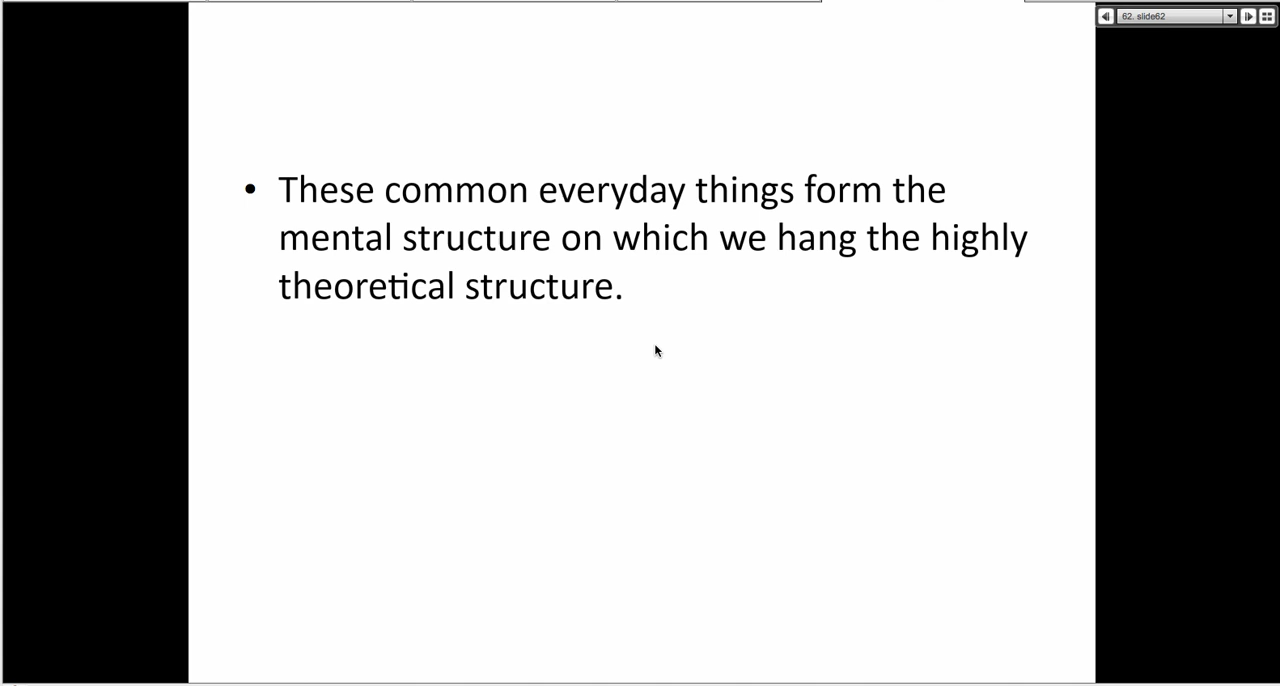 62. slide62
• These common everyday things form the
mental structure on which we hang the highly
theoretical structure.